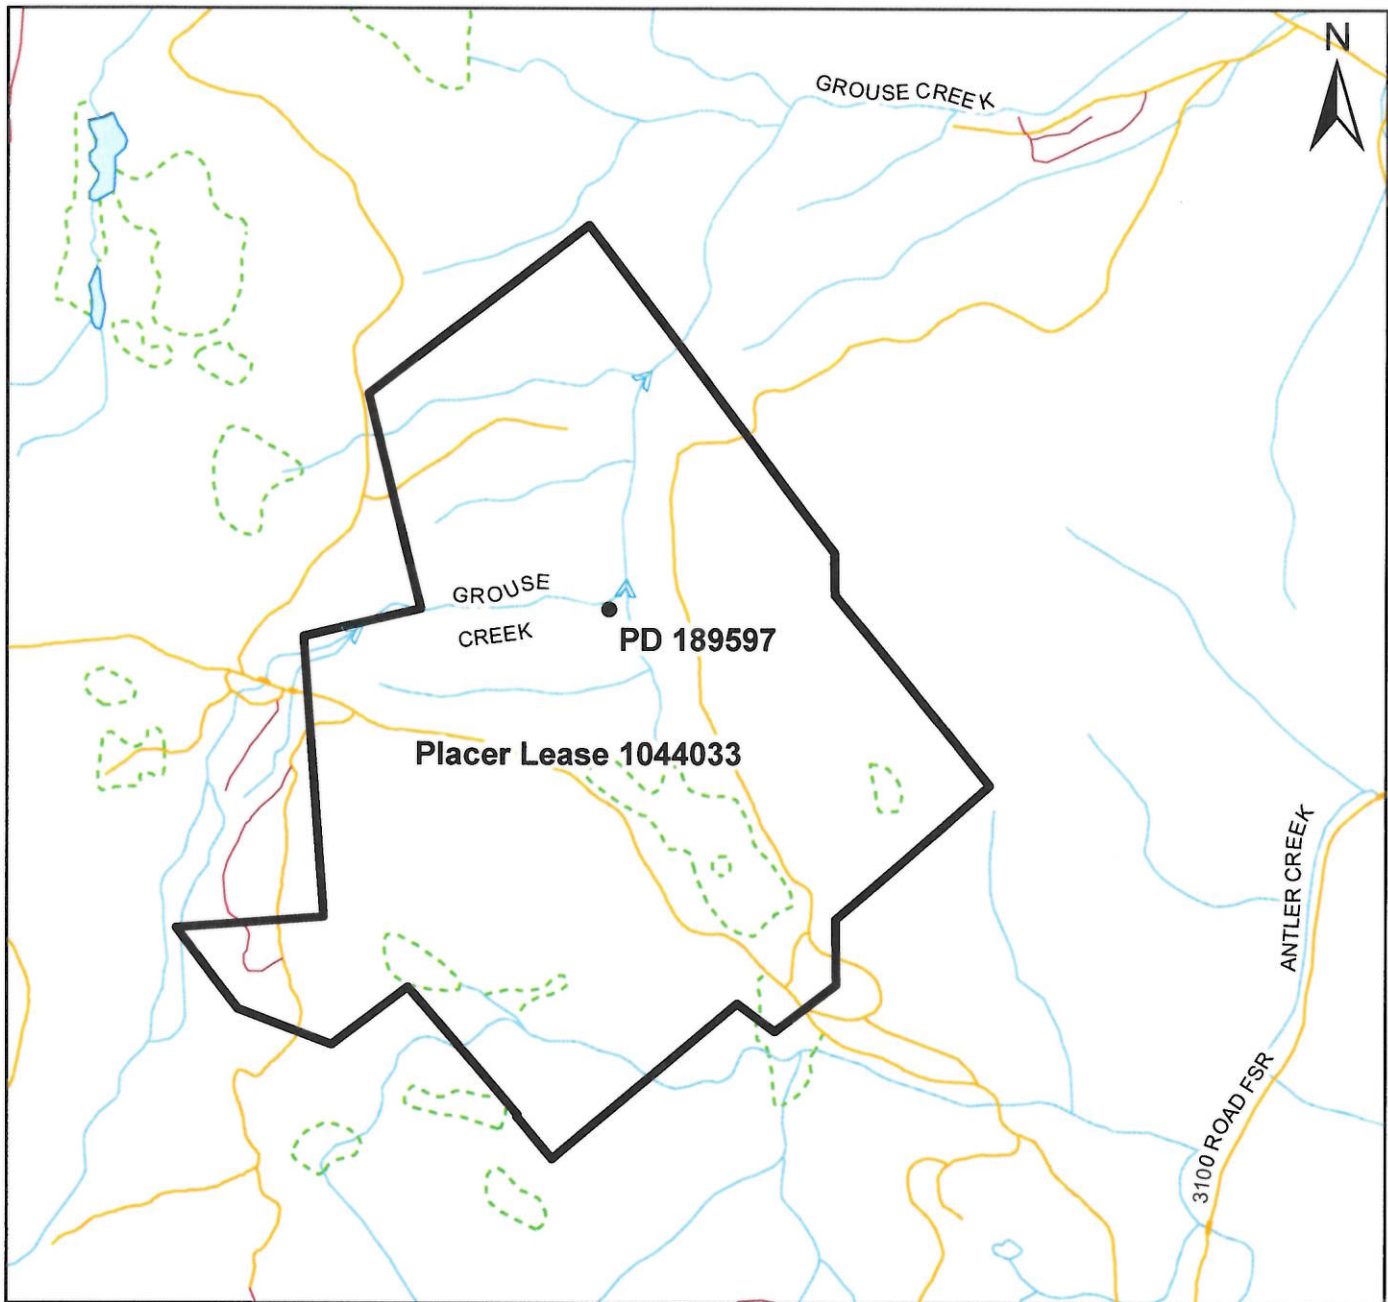 N
GROUSE CREEK
GROUSE
CREEK
PD 189597
Placer Lease 1044033
ANTLER CREEK
3100 ROAD FSR